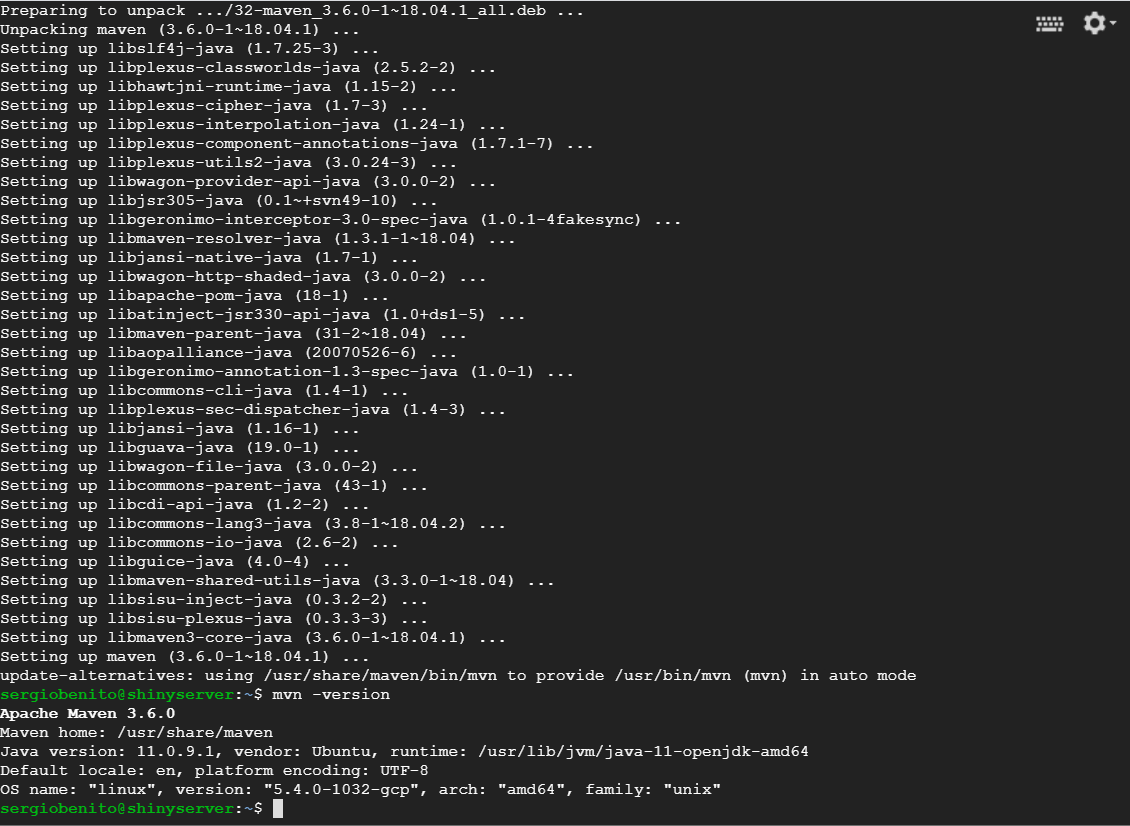 Preparing to unpack .../32-maven_3.6.0-1~18.04.1_all.deb ...
Unpacking maven (3.6.0-1~18.04.1) ...
Setting up libslf4j-java (1.7.25-3) ...
Setting up libplexus-classworlds-java (2.5.2-2) ...
Setting up libhawtjni-runtime-java (1.15-2) ...
Setting up libplexus-cipher-java (1.7-3) ...
Setting up libplexus-interpolation-java (1.24-1) ...
Setting up libplexus-component-annotations-java (1.7.1-7) ...
Setting up libplexus-utils2-java (3.0.24-3) ...
Setting up libwagon-provider-api-java (3.0.0-2) ...
Setting up libjsr305-java (0.1~+svn49-10) ...
Setting up libgeronimo-interceptor-3.0-spec-java (1.0.1-4fakesync) ...
Setting up libmaven-resolver-java (1.3.1-1~18.04) ...
Setting up libjansi-native-java (1.7-1) ...
Setting up libwagon-http-shaded-java (3.0.0-2) ...
Setting up libapache-pom-java (18-1) ...
Setting up libatinject-jsr330-api-java (1.0+ds1-5) ...
Setting up libmaven-parent-java (31-2~18.04) ...
Setting up libaopalliance-java (20070526-6) ...
Setting up libgeronimo-annotation-1.3-spec-java (1.0-1) ...
Setting up libcommons-cli-java (1.4-1) ...
Setting up libplexus-sec-dispatcher-java (1.4-3) ...
Setting up libjansi-java (1.16-1) ...
Setting up libguava-java (19.0-1) ...
Setting up libwagon-file-java (3.0.0-2) ...
Setting up libcommons-parent-java (43-1) ...
Setting up libcdi-api-java (1.2-2) ...
Setting up libcommons-lang3-java (3.8-1~18.04.2) ...
Setting up libcommons-io-java (2.6-2) ...
Setting up libguice-java (4.0-4) ...
Setting up libmaven-shared-utils-java (3.3.0-1~18.04) ...
Setting up libsisu-inject-java (0.3.2-2) ...
Setting up libsisu-plexus-java (0.3.3-3) ...
Setting up libmaven3-core-java (3.6.0-1~18.04.1) ...
Setting up maven (3.6.0-1~18.04.1) ...
update-alternatives: using /usr/share/maven/bin/mvn to provide /usr/bin/mvn (mvn) in auto mode
sergiobenito@shinyserver:~$ mvn -version
Apache Maven 3.6.0
Maven home: /usr/share/maven
Java version: 11.0.9.1, vendor: Ubuntu, runtime: /usr/lib/jvm/java-11-openjdk-amd64
Default locale: en, platform encoding: UTF-8
OS name: "linux", version: "5.4.0-1032-gcp", arch: "amd64", family: "unix"
sergiobenito@shinyserver:~$